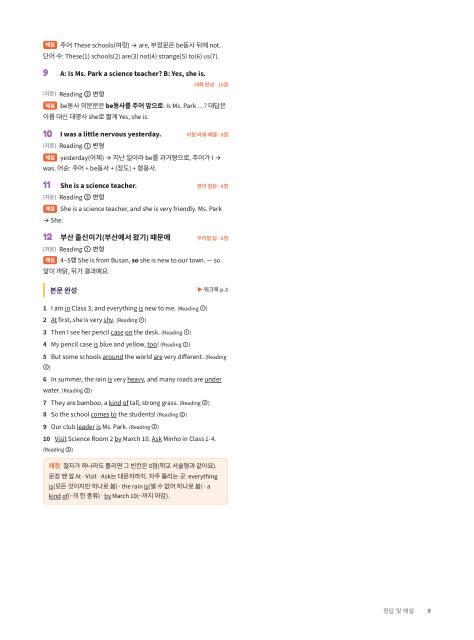 해설 주어 These schools(여럿) → are, 부정문은 be동사 뒤에 not.
단어 수: These(1) schools(2) are(3) not(4) strange(5) to(6) us(7).
9 A: Is Ms. Park a science teacher? B: Yes, she is.
대화 완성 · 10점
[지문] Reading ③ 변형
해설 be동사 의문문은 be동사를 주어 앞으로: Is Ms. Park …? 대답은
이름 대신 대명사 she로 짧게 Yes, she is.
10 I was a little nervous yesterday. 시점 바꿔 배열 · 8점
[지문] Reading ① 변형
해설 yesterday(어제) → 지난 일이라 be를 과거형으로, 주어가 I →
was. 어순: 주어 + be동사 + (정도) + 형용사.
11 She is a science teacher. 영어 질문 · 6점
[지문] Reading ③ 변형
해설 She is a science teacher, and she is very friendly. Ms. Park
→ She.
12 부산 출신이기(부산에서 왔기) 때문에 우리말 답 · 6점
[지문] Reading ① 변형
해설 4~5행 She is from Busan, so she is new to our town. — so
앞이 까닭, 뒤가 결과예요.
본문 완성 ▶ 워크북 p.3
1 I am in Class 3, and everything is new to me. (Reading ①)
2 At first, she is very shy. (Reading ①)
3 Then I see her pencil case on the desk. (Reading ①)
4 My pencil case is blue and yellow, too! (Reading ①)
5 But some schools around the world are very different. (Reading
②)
6 In summer, the rain is very heavy, and many roads are under
water. (Reading ②)
7 They are bamboo, a kind of tall, strong grass. (Reading ②)
8 So the school comes to the students! (Reading ②)
9 Our club leader is Ms. Park. (Reading ③)
10 Visit Science Room 2 by March 10. Ask Minho in Class 1-4.
(Reading ③)
채점 철자가 하나라도 틀리면 그 빈칸은 0점(학교 서술형과 같아요).
문장 맨 앞 At · Visit · Ask는 대문자까지. 자주 틀리는 곳: everything
is(모든 것이지만 하나로 봄) · the rain is(셀 수 없어 하나로 봄) · a
kind of(~의 한 종류) · by March 10(~까지 마감).
정답 및 해설 9